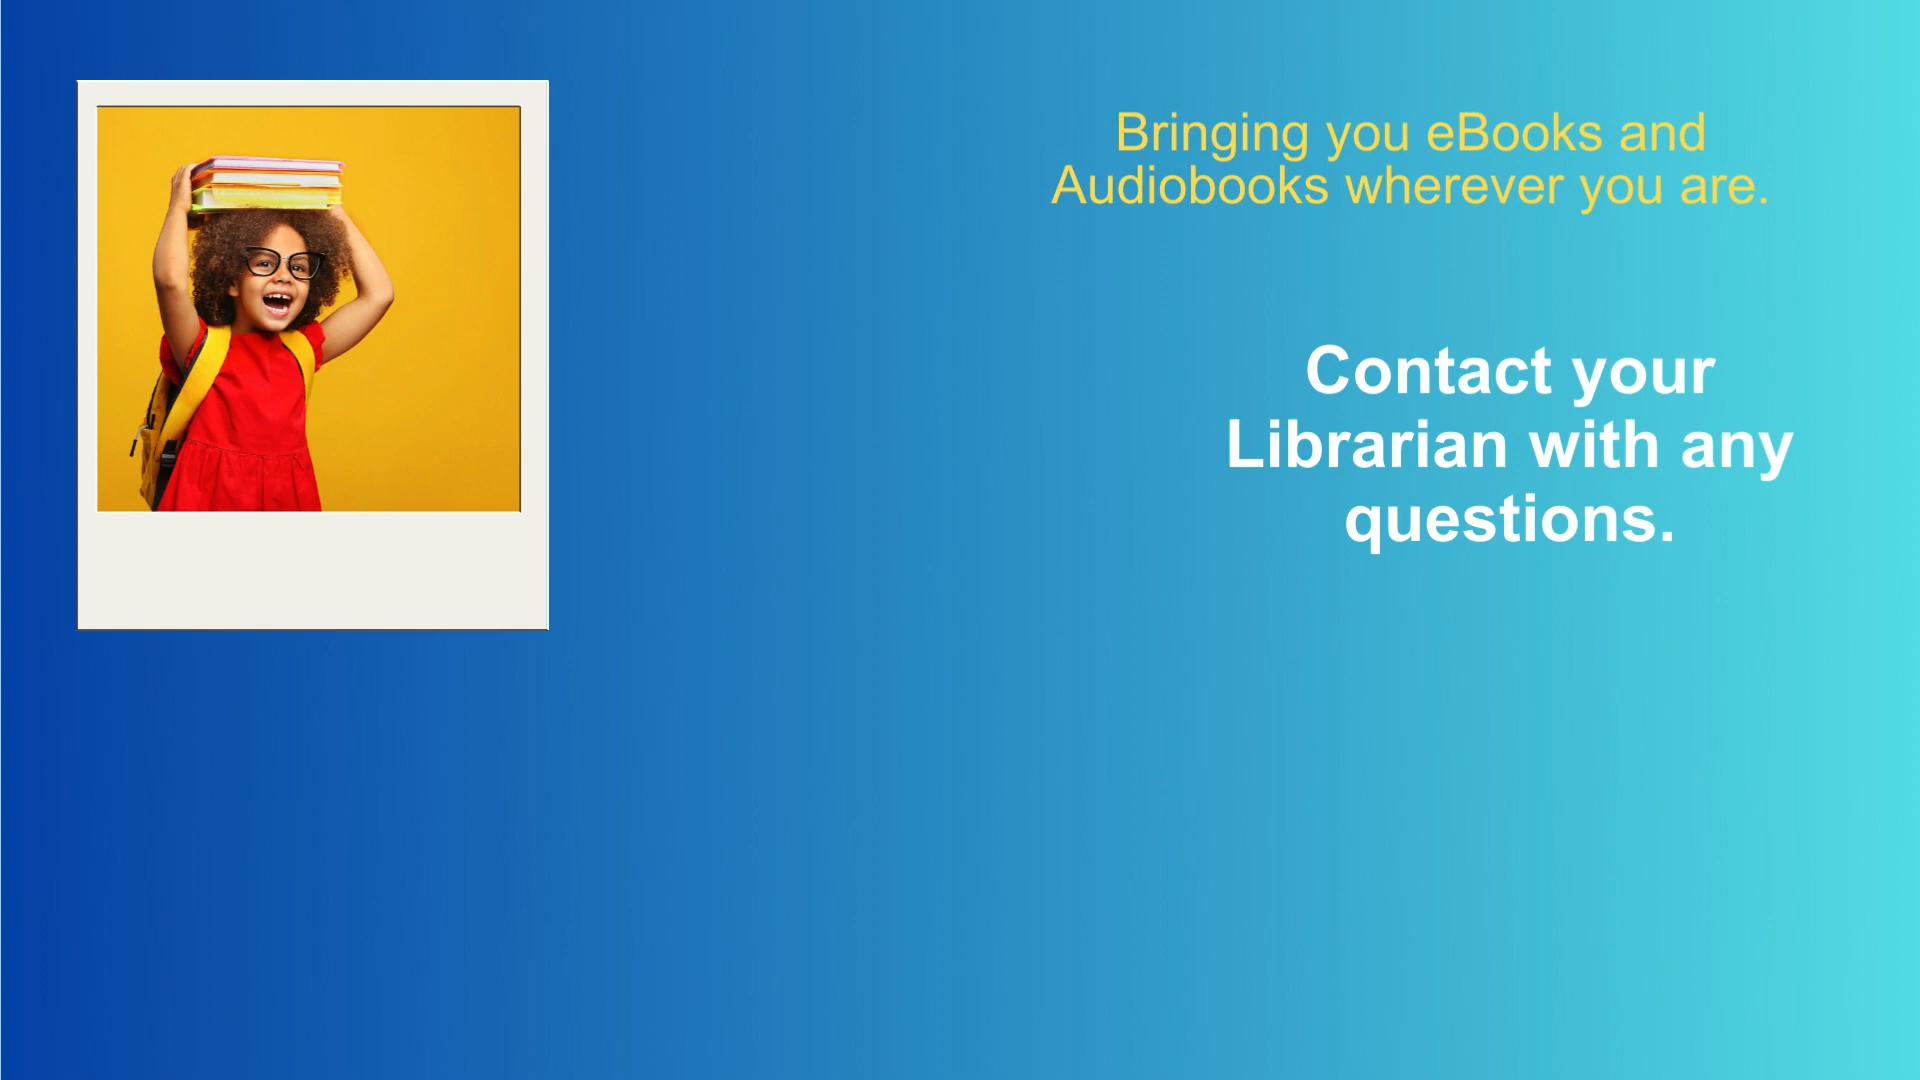 Bringing you eBooks and
Audiobooks wherever you are.
Contact your
Librarian with any
questions.